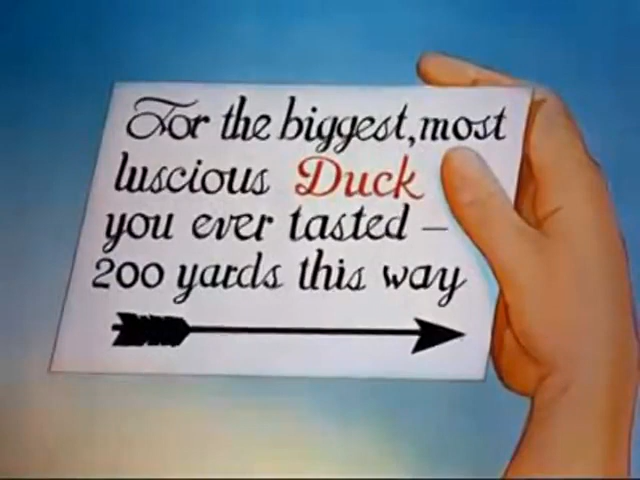 For the biggest, most
luscious Duck
you ever tasted –
200 yards this way